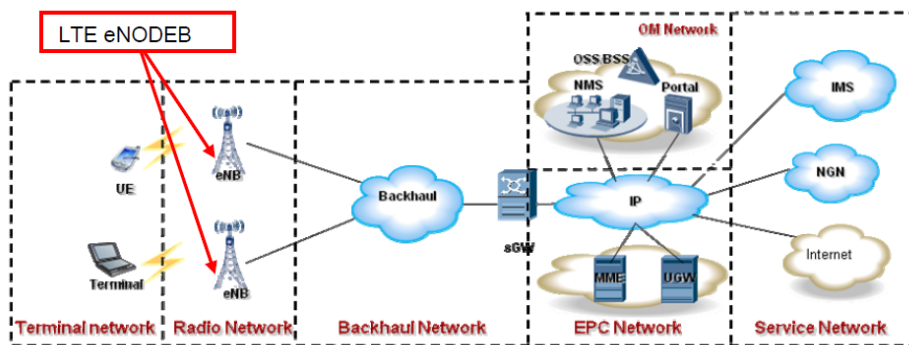 LTE eNODEB
OM Network
OSS/BSS
NMS
Portal
IMS
eNB
UE
Backhaul
IP
NGN
sGW
Internet
Terminal
eNB
MME
UGW
Terminal network
Radio Network
Backhaul Network
EPC Network
Service Network